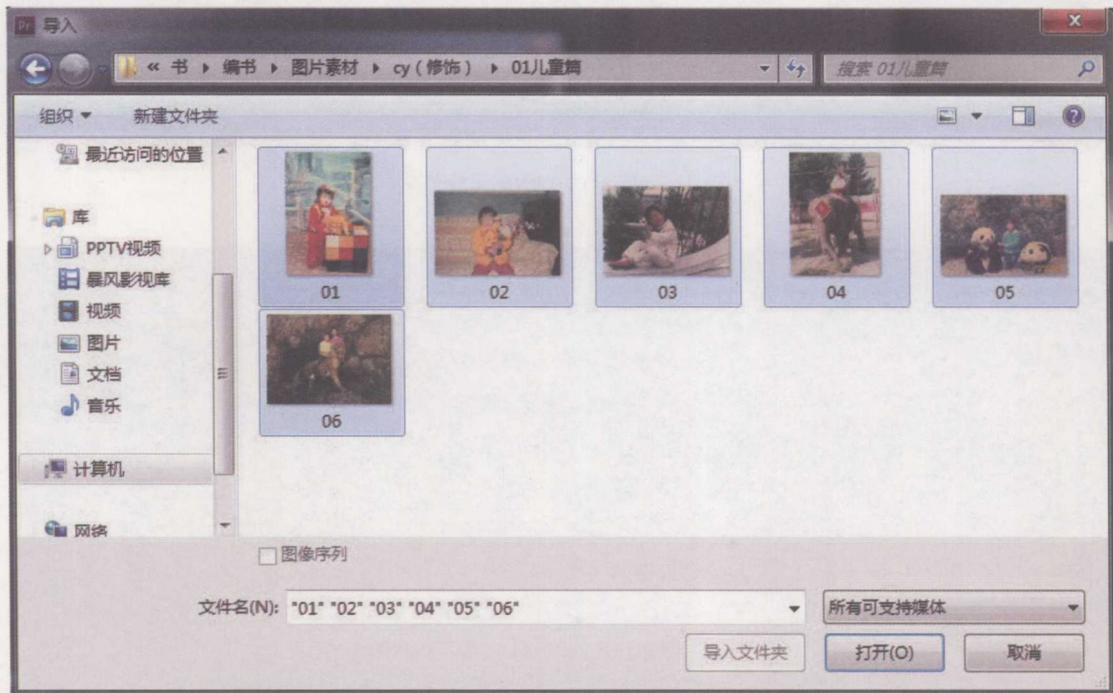 Pr 导入
« 书 ▸ 编书 ▸ 图片素材 ▸ cy（修饰） ▸ 01儿童篇
搜索 01儿童篇
组织 新建文件夹
最近访问的位置
库
PPTV视频
暴风影视库
视频
图片
文档
音乐
计算机
网络
01 02 03 04 05
06
图像序列
文件名(N): "01" "02" "03" "04" "05" "06"
所有可支持媒体
导入文件夹 打开(O) 取消